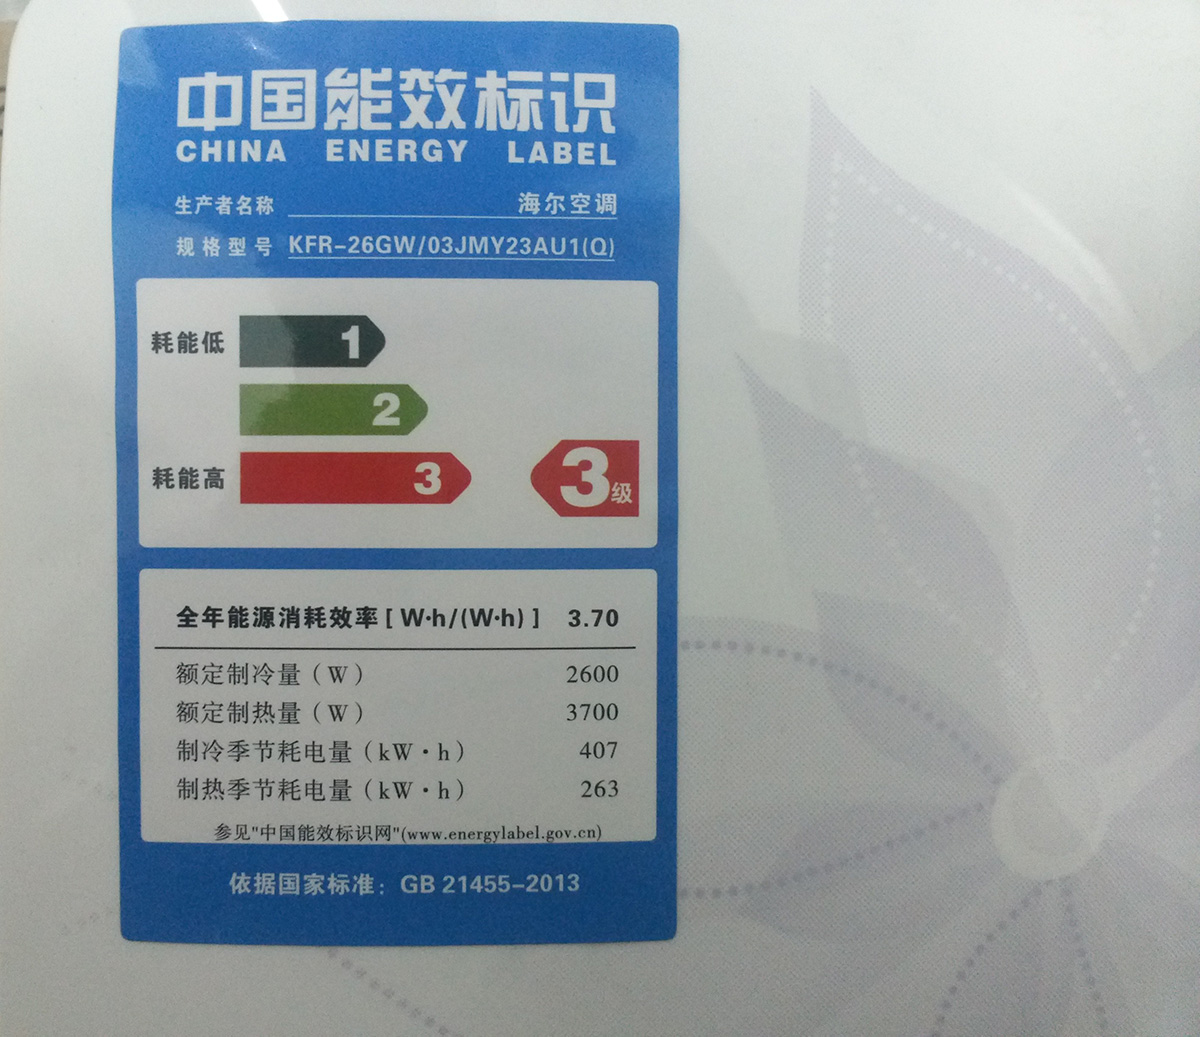 中国能效标识
CHINA ENERGY LABEL
生产者名称 海尔空调
规格型号 KFR-26GW/03JMY23AU1(Q)
耗能低 1
2
耗能高 3 3级
全年能源消耗效率[W·h/(W·h)] 3.70
额定制冷量（W） 2600
额定制热量（W） 3700
制冷季节耗电量（kW·h） 407
制热季节耗电量（kW·h） 263
参见"中国能效标识网"(www.energylabel.gov.cn)
依据国家标准：GB 21455-2013